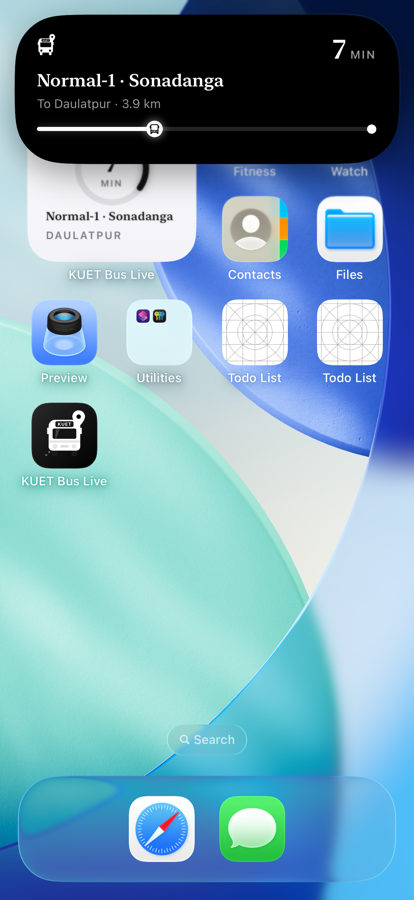 7 MIN
Normal-1 · Sonadanga
To Daulatpur · 3.9 km
Fitness
Watch
MIN
Normal-1 · Sonadanga
DAULATPUR
KUET Bus Live
Contacts
Files
Preview
Utilities
Todo List
Todo List
KUET
KUET Bus Live
Search